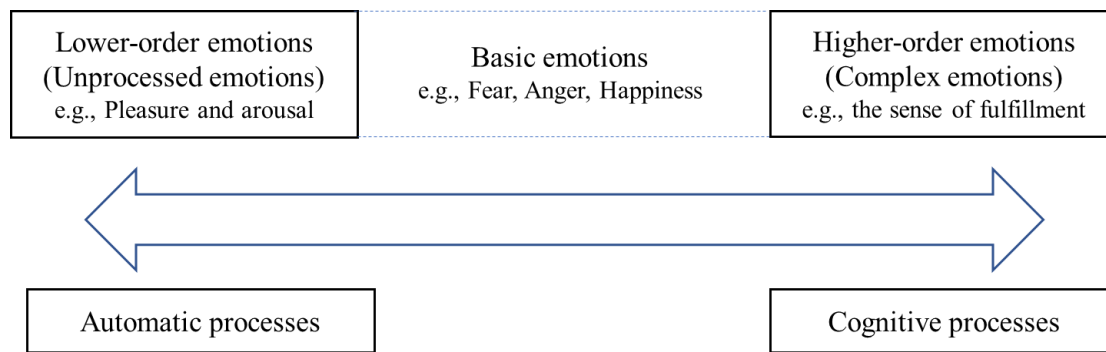 Lower-order emotions
(Unprocessed emotions)
e.g., Pleasure and arousal
Basic emotions
e.g., Fear, Anger, Happiness
Higher-order emotions
(Complex emotions)
e.g., the sense of fulfillment
Automatic processes
Cognitive processes